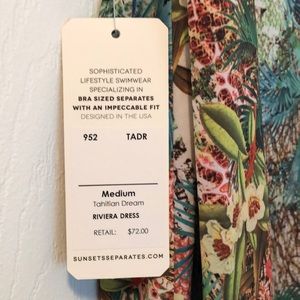 SOPHISTICATED
LIFESTYLE SWIMWEAR
SPECIALIZING IN
BRA SIZED SEPARATES
WITH AN IMPECCABLE FIT
DESIGNED IN THE USA
952 TADR
Medium
Tahitian Dream
RIVIERA DRESS
RETAIL: $72.00
SUNSETSSEPARATES.COM